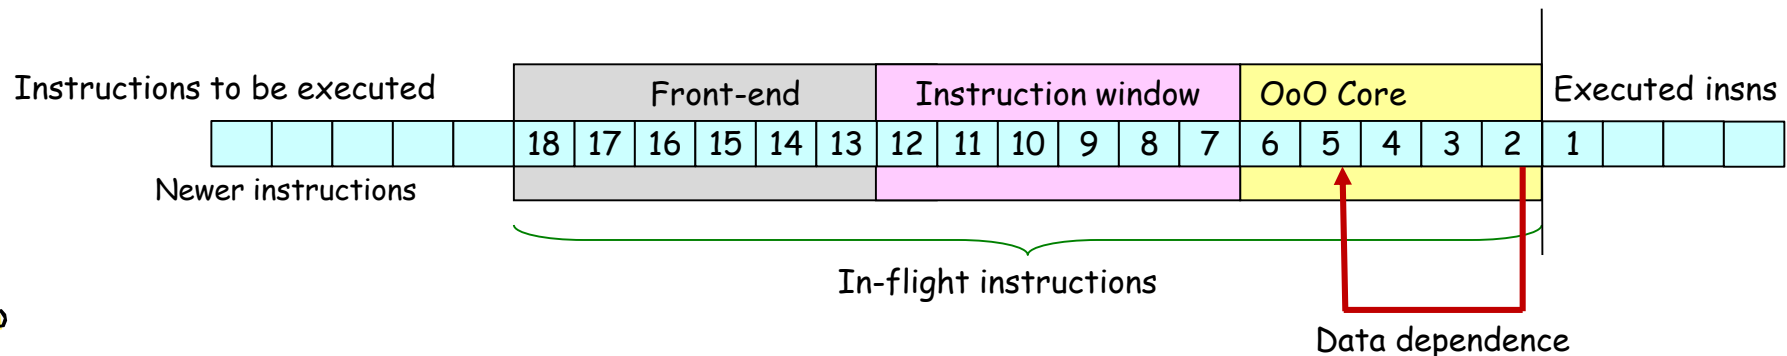 Instructions to be executed
Front-end
Instruction window
OoO Core
Executed insns
18 17 16 15 14 13 12 11 10 9 8 7 6 5 4 3 2 1
Newer instructions
In-flight instructions
Data dependence